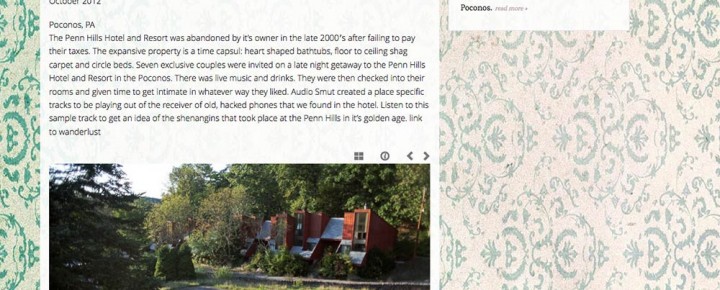 October 2012
Poconos, PA
The Penn Hills Hotel and Resort was abandoned by it's owner in the late 2000's after failing to pay
their taxes. The expansive property is a time capsul: heart shaped bathtubs, floor to ceiling shag
carpet and circle beds. Seven exclusive couples were invited on a late night getaway to the Penn Hills
Hotel and Resort in the Poconos. There was live music and drinks. They were then checked into their
rooms and given time to get intimate in whatever way they liked. Audio Smut created a place specific
tracks to be playing out of the receiver of old, hacked phones that we found in the hotel. Listen to this
sample track to get an idea of the shenangins that took place at the Penn Hills in it's golden age. link
to wanderlust
Poconos. read more »